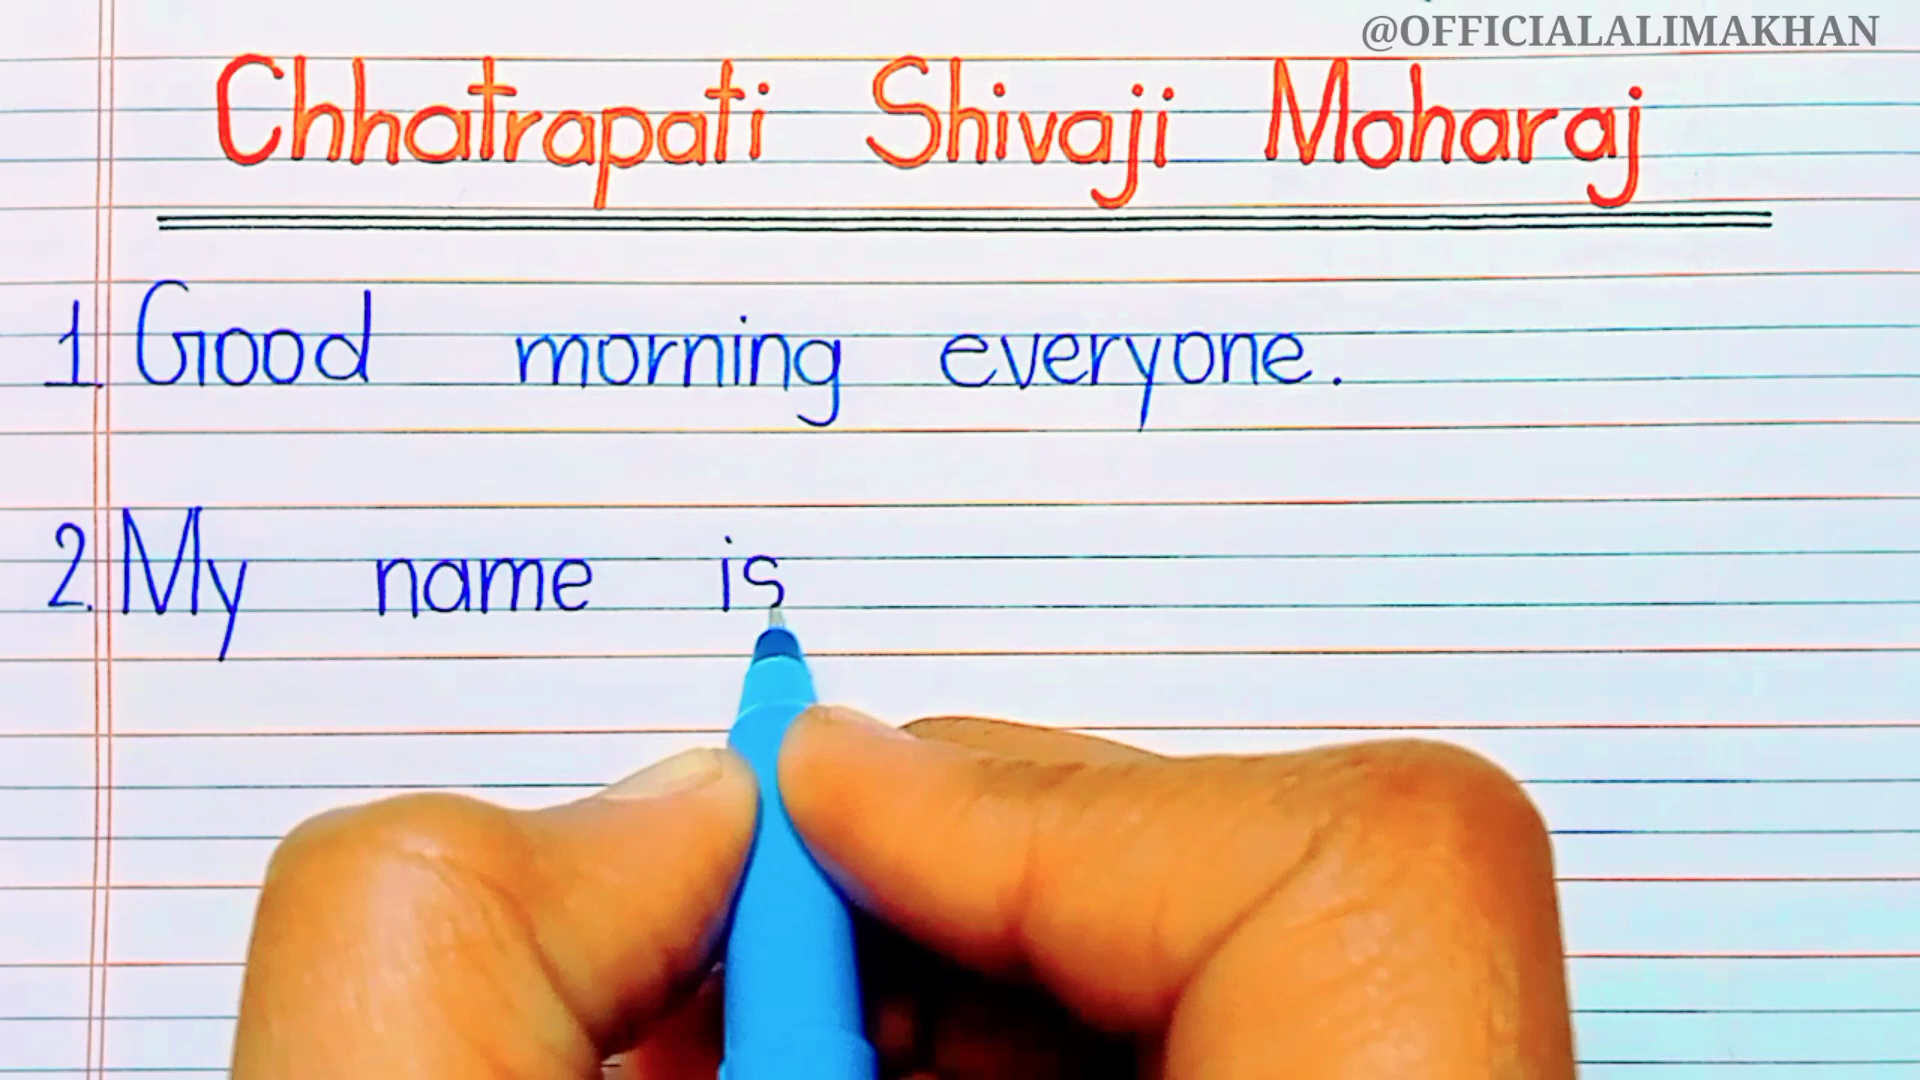 @OFFICIALALIMAKHAN
Chhatrapati Shivaji Moharaj
1. Good morning everyone.
2. My name is